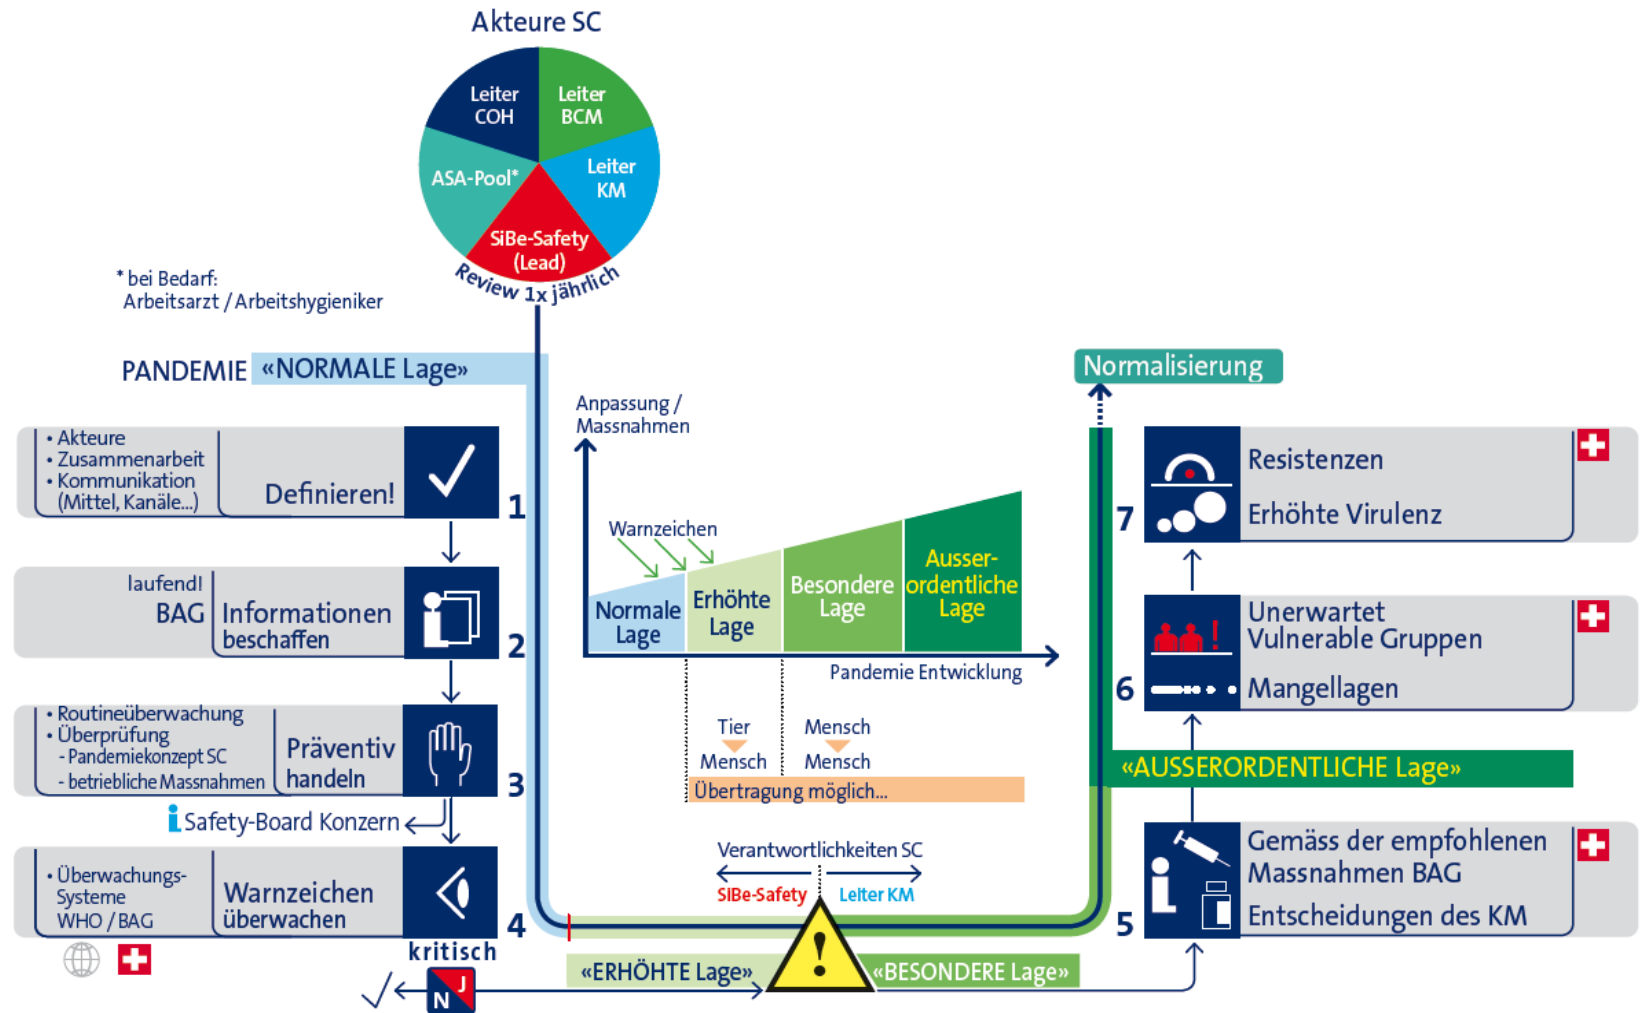 Akteure SC
Leiter
COH
Leiter
BCM
ASA-Pool*
Leiter
KM
SiBe-Safety
(Lead)
Review 1x jährlich
* bei Bedarf:
Arbeitsarzt / Arbeitshygieniker
PANDEMIE «NORMALE Lage»
• Akteure
• Zusammenarbeit
• Kommunikation
(Mittel, Kanäle...)
Definieren!
1
laufend!
BAG
Informationen
beschaffen
2
• Routineüberwachung
• Überprüfung
- Pandemiekonzept SC
- betriebliche Massnahmen
Präventiv
handeln
3
i Safety-Board Konzern
• Überwachungs-
Systeme
WHO / BAG
Warnzeichen
überwachen
4
kritisch
N J
Anpassung /
Massnahmen
Warnzeichen
Normale
Lage
Erhöhte
Lage
Besondere
Lage
Ausser-
ordentliche
Lage
Pandemie Entwicklung
Tier
Mensch
Mensch
Mensch
Übertragung möglich...
Verantwortlichkeiten SC
SiBe-Safety
Leiter KM
!
«ERHÖHTE Lage»
«BESONDERE Lage»
Normalisierung
7
Resistenzen
Erhöhte Virulenz
6
!
Unerwartet
Vulnerable Gruppen
Mangellagen
«AUSSERORDENTLICHE Lage»
5
i
Gemäss der empfohlenen
Massnahmen BAG
Entscheidungen des KM